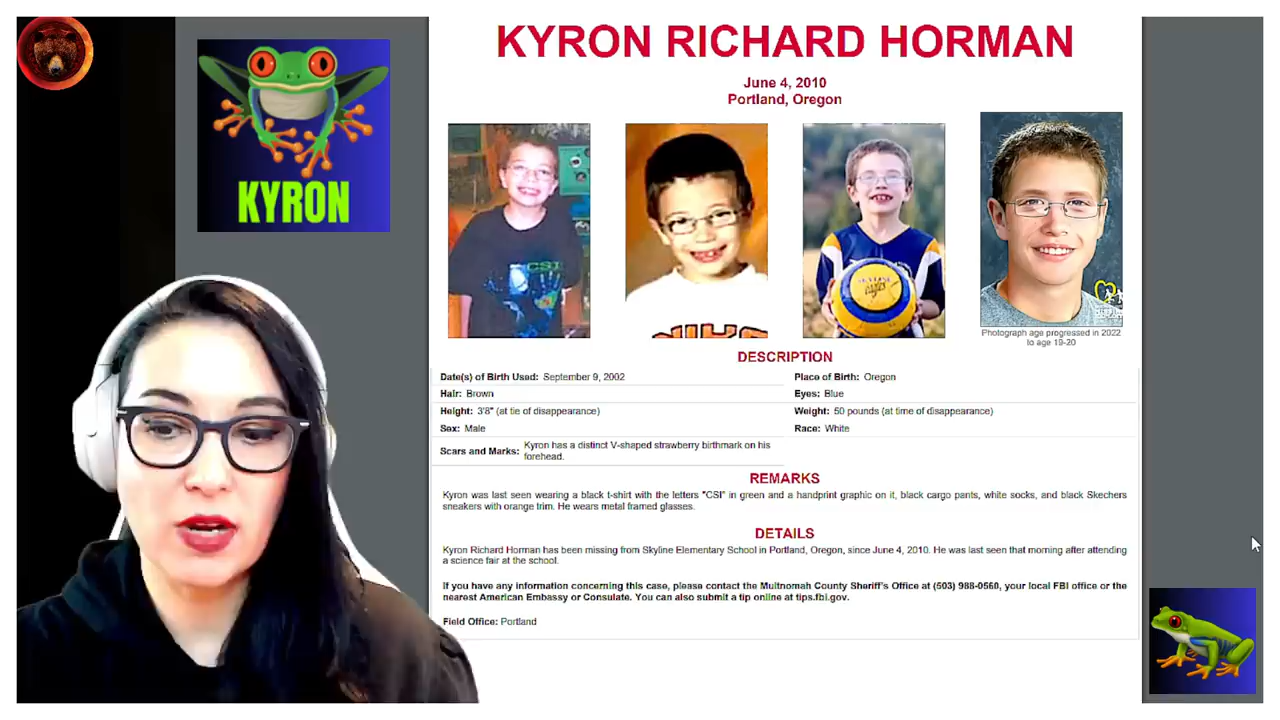 KYRON RICHARD HORMAN
June 4, 2010
Portland, Oregon
KYRON
Photograph age progressed in 2022
to age 19-20
DESCRIPTION
Date(s) of Birth Used: September 9, 2002
Place of Birth: Oregon
Hair: Brown
Eyes: Blue
Height: 3'8" (at tie of disappearance)
Weight: 50 pounds (at time of disappearance)
Sex: Male
Race: White
Scars and Marks: Kyron has a distinct V-shaped strawberry birthmark on his
forehead.
REMARKS
Kyron was last seen wearing a black t-shirt with the letters "CSI" in green and a handprint graphic on it, black cargo pants, white socks, and black Skechers
sneakers with orange trim. He wears metal framed glasses.
DETAILS
Kyron Richard Horman has been missing from Skyline Elementary School in Portland, Oregon, since June 4, 2010. He was last seen that morning after attending
a science fair at the school.
If you have any information concerning this case, please contact the Multnomah County Sheriff's Office at (503) 988-0560, your local FBI office or the
nearest American Embassy or Consulate. You can also submit a tip online at tips.fbi.gov.
Field Office: Portland
CSI